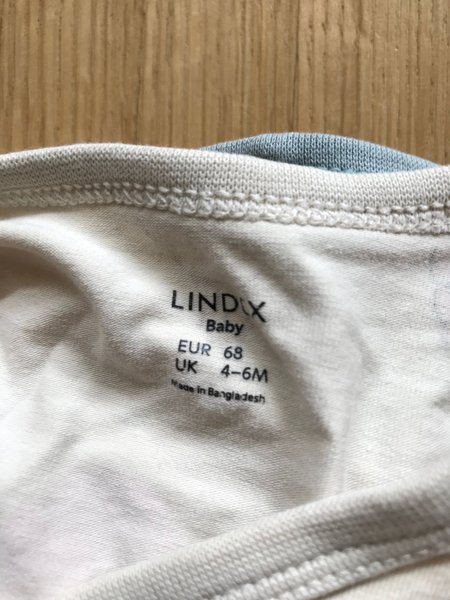 LINDEX
Baby
EUR 68
UK 4-6M
Made in Bangladesh